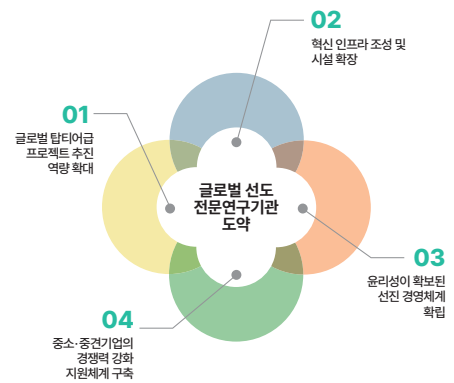 01
글로벌 탑티어급
프로젝트 추진
역량 확대
02
혁신 인프라 조성 및
시설 확장
글로벌 선도
전문연구기관
도약
03
윤리성이 확보된
선진 경영체계
확립
04
중소·중견기업의
경쟁력 강화
지원체계 구축